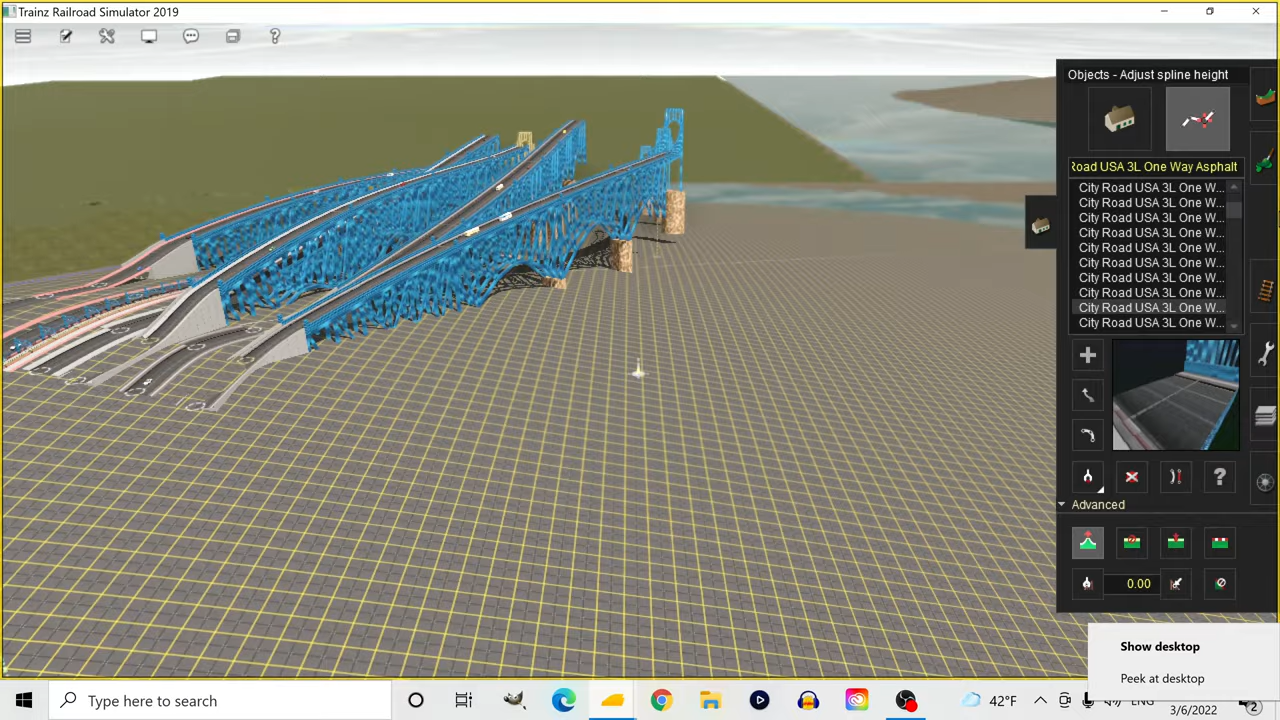 Trainz Railroad Simulator 2019
Objects - Adjust spline height
Road USA 3L One Way Asphalt
City Road USA 3L One W...
City Road USA 3L One W...
City Road USA 3L One W...
City Road USA 3L One W...
City Road USA 3L One W...
City Road USA 3L One W...
City Road USA 3L One W...
City Road USA 3L One W...
City Road USA 3L One W...
City Road USA 3L One W...
Advanced
0.00
Show desktop
Peek at desktop
Type here to search
42°F
ENG
3/6/2022
2